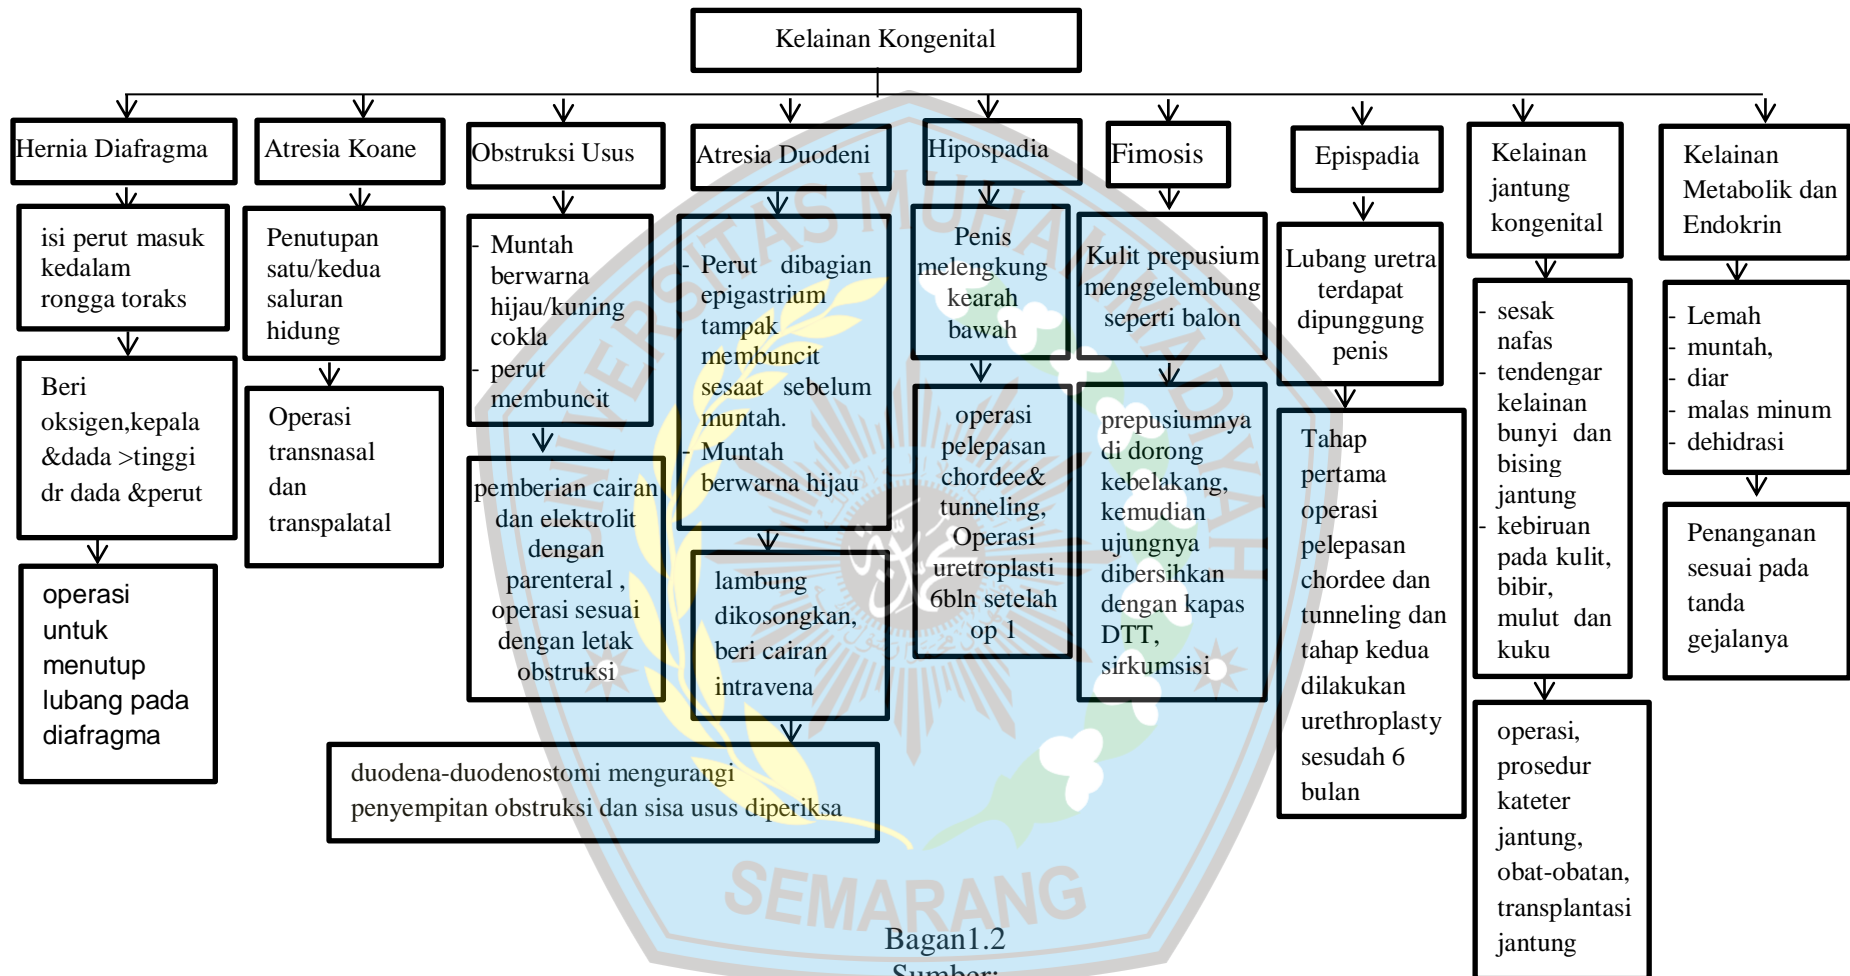 Kelainan Kongenital
Hernia Diafragma
isi perut masuk
kedalam
rongga toraks
Beri
oksigen,kepala
&dada >tinggi
dr dada &perut
operasi
untuk
menutup
lubang pada
diafragma
Atresia Koane
Penutupan
satu/kedua
saluran
hidung
Operasi
transnasal
dan
transpalatal
Obstruksi Usus
- Muntah
berwarna
hijau/kuning
cokla
- perut
membuncit
pemberian cairan
dan elektrolit
dengan
parenteral ,
operasi sesuai
dengan letak
obstruksi
Atresia Duodeni
- Perut dibagian
epigastrium
tampak
membuncit
sesaat sebelum
muntah.
- Muntah
berwarna hijau
lambung
dikosongkan,
beri cairan
intravena
duodena-duodenostomi mengurangi
penyempitan obstruksi dan sisa usus diperiksa
Hipospadia
Penis
melengkung
kearah
bawah
operasi
pelepasan
chordee&
tunneling,
Operasi
uretroplasti
6bln setelah
op 1
Fimosis
Kulit prepusium
menggelembung
seperti balon
prepusiumnya
di dorong
kebelakang,
kemudian
ujungnya
dibersihkan
dengan kapas
DTT,
sirkumsisi
Epispadia
Lubang uretra
terdapat
dipunggung
penis
Tahap
pertama
operasi
pelepasan
chordee dan
tunneling dan
tahap kedua
dilakukan
urethroplasty
sesudah 6
bulan
Kelainan
jantung
kongenital
- sesak
nafas
- tendengar
kelainan
bunyi dan
bising
jantung
- kebiruan
pada kulit,
bibir,
mulut dan
kuku
operasi,
prosedur
kateter
jantung,
obat-obatan,
transplantasi
jantung
Kelainan
Metabolik dan
Endokrin
- Lemah
- muntah,
- diar
- malas minum
- dehidrasi
Penanganan
sesuai pada
tanda
gejalanya
UNIVERSITAS MUHAMMADIYAH
SEMARANG
Bagan1.2
Sumber: